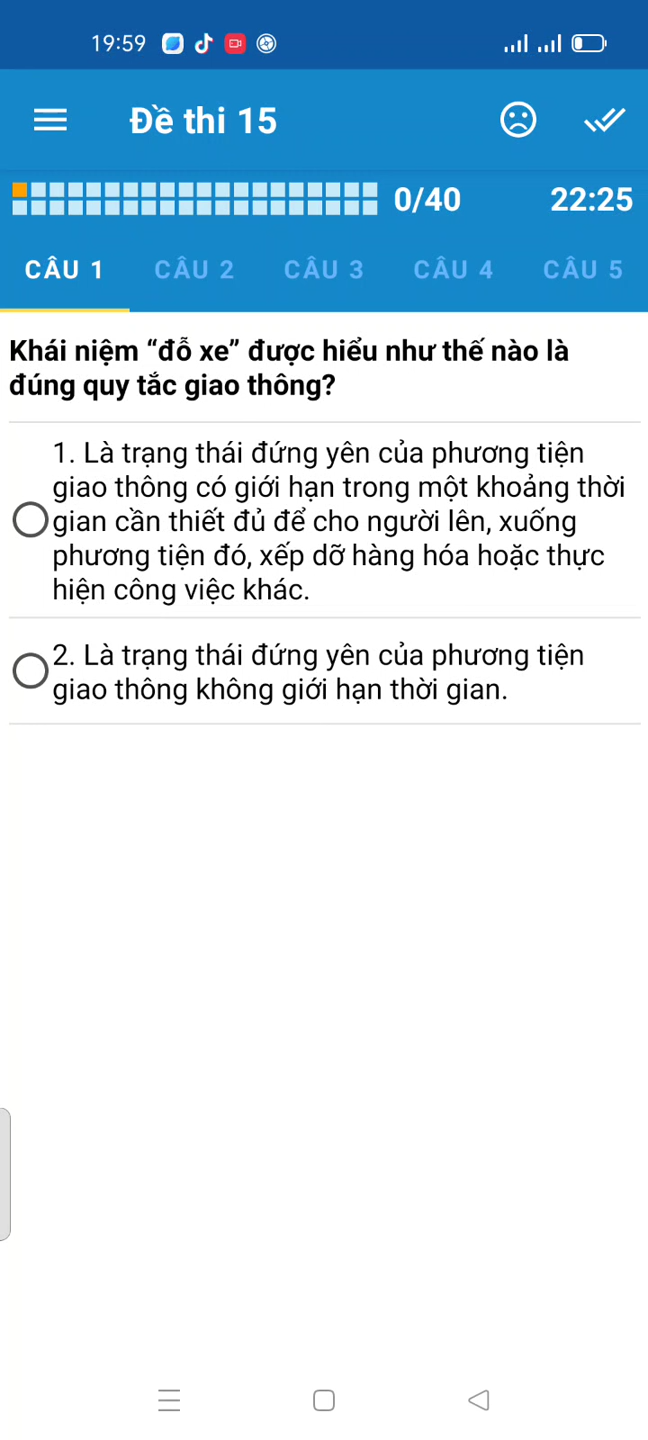 19:59
Đề thi 15
0/40 22:25
CÂU 1 CÂU 2 CÂU 3 CÂU 4 CÂU 5
Khái niệm “đỗ xe” được hiểu như thế nào là
đúng quy tắc giao thông?
1. Là trạng thái đứng yên của phương tiện
giao thông có giới hạn trong một khoảng thời
gian cần thiết đủ để cho người lên, xuống
phương tiện đó, xếp dỡ hàng hóa hoặc thực
hiện công việc khác.
2. Là trạng thái đứng yên của phương tiện
giao thông không giới hạn thời gian.